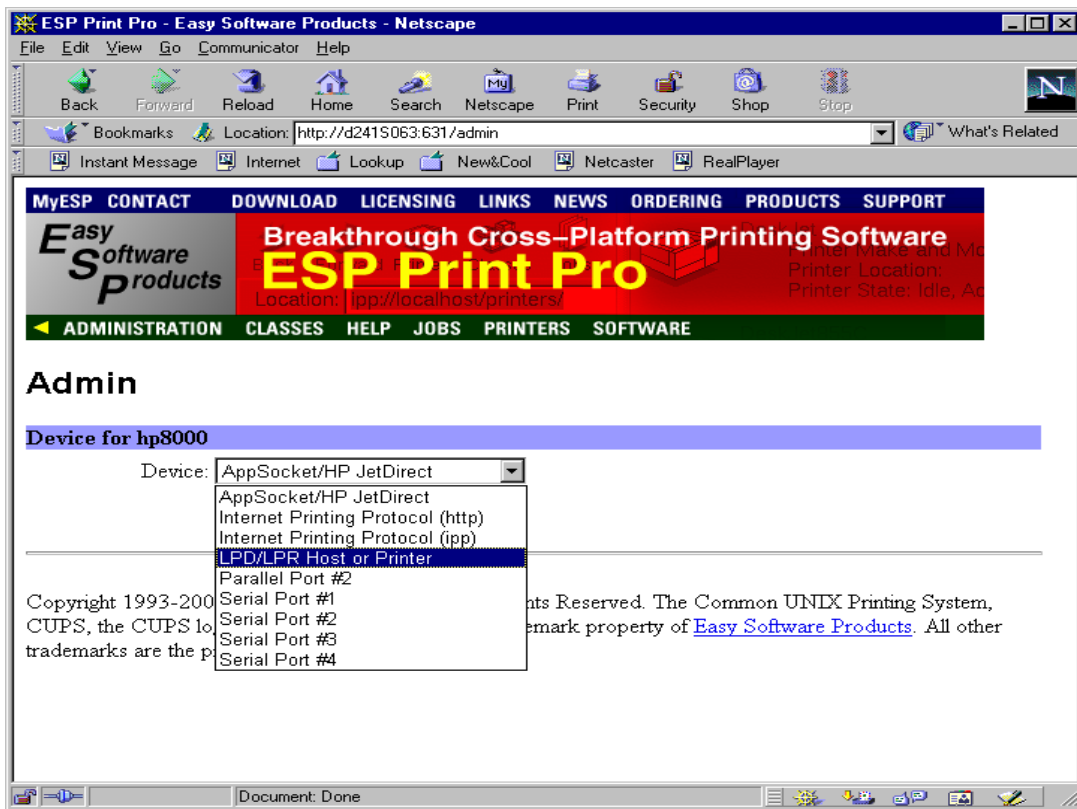 ESP Print Pro - Easy Software Products - Netscape
File Edit View Go Communicator Help
Back Forward Reload Home Search Netscape Print Security Shop Stop
Bookmarks Location: http://d241S063:631/admin What's Related
Instant Message Internet Lookup New&Cool Netcaster RealPlayer
MyESP CONTACT DOWNLOAD LICENSING LINKS NEWS ORDERING PRODUCTS SUPPORT
Easy Software Products
Breakthrough Cross-Platform Printing Software
ESP Print Pro
Printer Make and Mo
Printer Location:
Printer State: Idle, Ac
Location: ipp://localhost/printers/
ADMINISTRATION CLASSES HELP JOBS PRINTERS SOFTWARE
Admin
Device for hp8000
Device: AppSocket/HP JetDirect
AppSocket/HP JetDirect
Internet Printing Protocol (http)
Internet Printing Protocol (ipp)
LPD/LPR Host or Printer
Parallel Port #2
Serial Port #1
Serial Port #2
Serial Port #3
Serial Port #4
Copyright 1993-200 nts Reserved. The Common UNIX Printing System,
CUPS, the CUPS lo emark property of Easy Software Products. All other
trademarks are the p
Document: Done